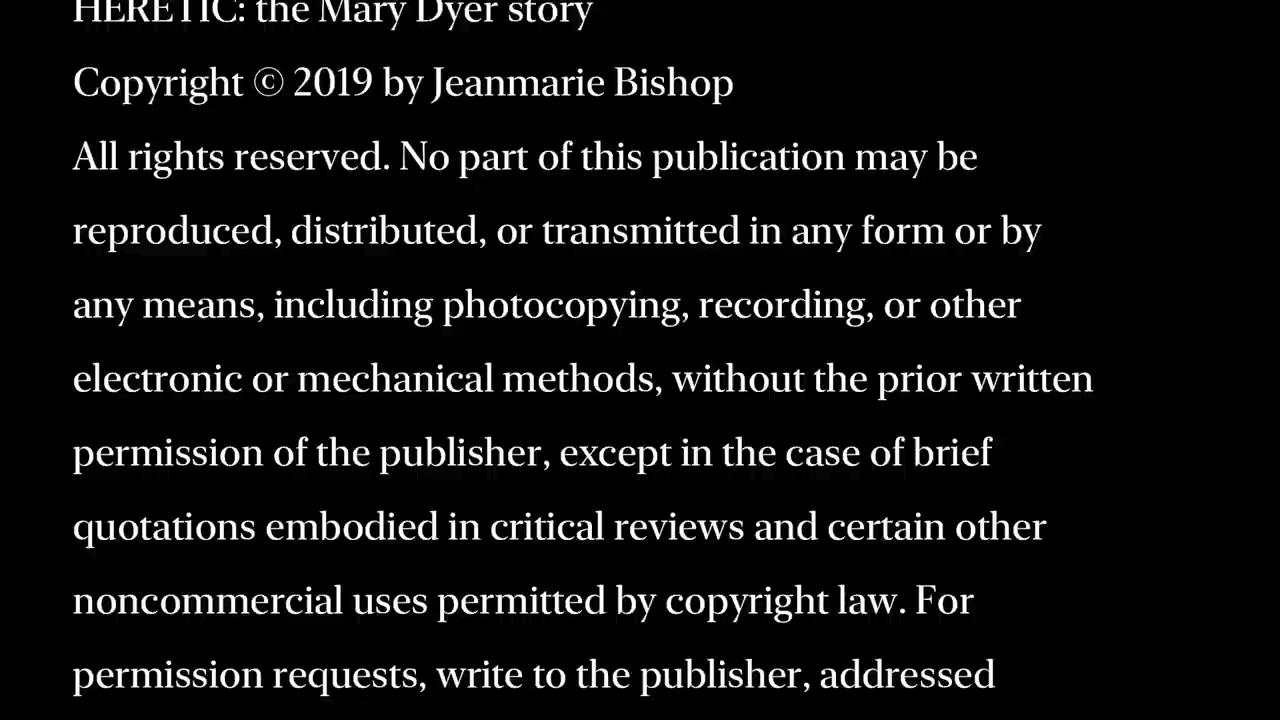 HERETIC: the Mary Dyer story
Copyright © 2019 by Jeanmarie Bishop
All rights reserved. No part of this publication may be
reproduced, distributed, or transmitted in any form or by
any means, including photocopying, recording, or other
electronic or mechanical methods, without the prior written
permission of the publisher, except in the case of brief
quotations embodied in critical reviews and certain other
noncommercial uses permitted by copyright law. For
permission requests, write to the publisher, addressed